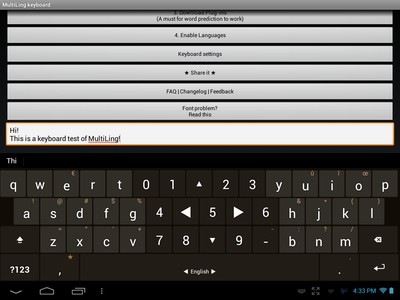 MultiLing keyboard
3. Download Plug-ins
(A must for word prediction to work)
4. Enable Languages
Keyboard settings
★ Share it ★
FAQ | Changelog | Feedback
Font problem?
Read this
Hi!
This is a keyboard test of MultiLing!
Thi
q w e r t 0 1 ▲ 2 3 y u i o p
a s d f g 4 ◀ 5 ▶ 6 h j k l
z x c v b 7 8 ▼ 9 - n m
?123 , ◀ English ▶ .
4:33 PM